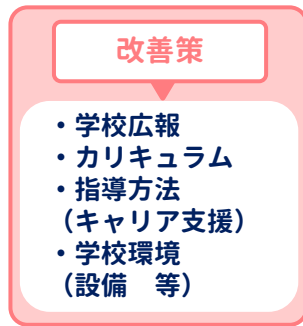 改善策
・学校広報
・カリキュラム
・指導方法
（キャリア支援）
・学校環境
（設備　等）